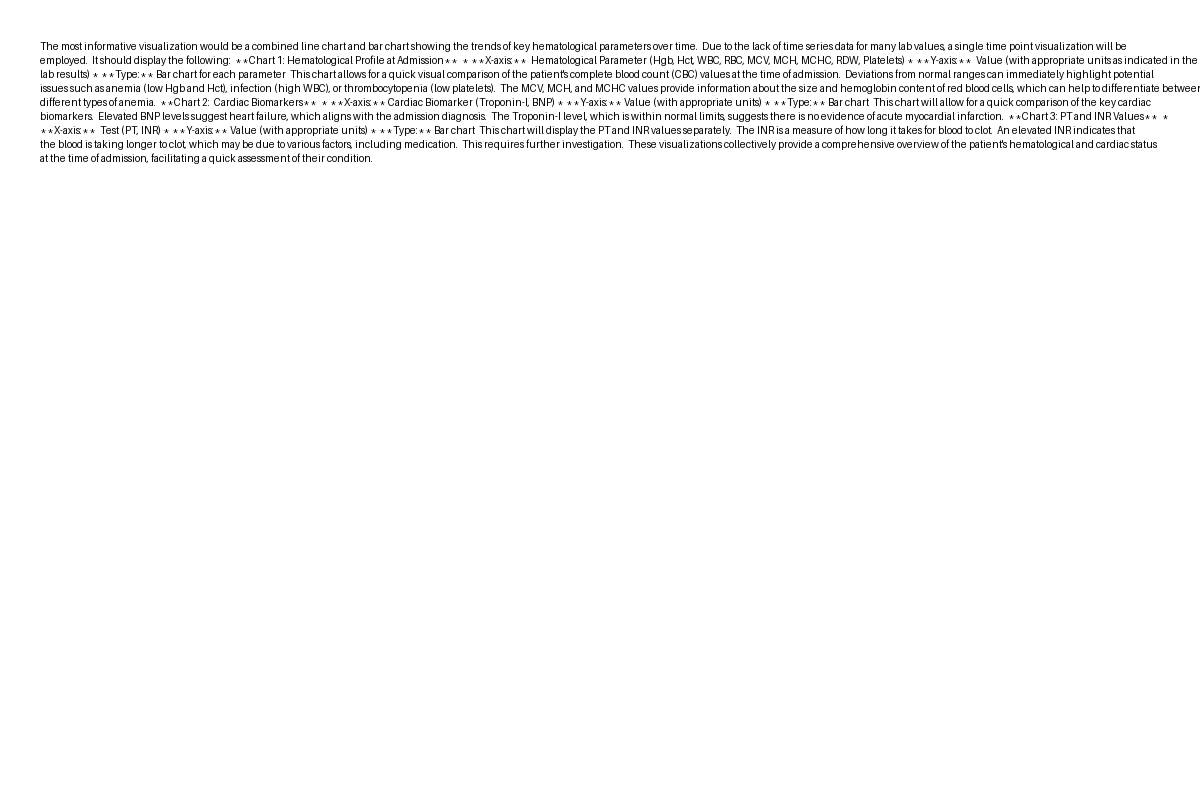 The most informative visualization would be a combined line chart and bar chart showing the trends of key hematological parameters over time.  Due to the lack of time series data for many lab values, a single time point visualization will be
employed.  It should display the following:  **Chart 1: Hematological Profile at Admission**  * **X-axis:**  Hematological Parameter (Hgb, Hct, WBC, RBC, MCV, MCH, MCHC, RDW, Platelets) * **Y-axis:**  Value (with appropriate units as indicated in the
lab results) * **Type:** Bar chart for each parameter  This chart allows for a quick visual comparison of the patient's complete blood count (CBC) values at the time of admission.  Deviations from normal ranges can immediately highlight potential
issues such as anemia (low Hgb and Hct), infection (high WBC), or thrombocytopenia (low platelets).  The MCV, MCH, and MCHC values provide information about the size and hemoglobin content of red blood cells, which can help to differentiate between
different types of anemia.  **Chart 2:  Cardiac Biomarkers**  * **X-axis:** Cardiac Biomarker (Troponin-I, BNP) * **Y-axis:** Value (with appropriate units) * **Type:** Bar chart  This chart will allow for a quick comparison of the key cardiac
biomarkers.  Elevated BNP levels suggest heart failure, which aligns with the admission diagnosis.  The Troponin-I level, which is within normal limits, suggests there is no evidence of acute myocardial infarction.  **Chart 3: PT and INR Values**  *
**X-axis:**  Test (PT, INR) * **Y-axis:** Value (with appropriate units) * **Type:** Bar chart  This chart will display the PT and INR values separately.  The INR is a measure of how long it takes for blood to clot.  An elevated INR indicates that
the blood is taking longer to clot, which may be due to various factors, including medication.  This requires further investigation.  These visualizations collectively provide a comprehensive overview of the patient's hematological and cardiac status
at the time of admission, facilitating a quick assessment of their condition.